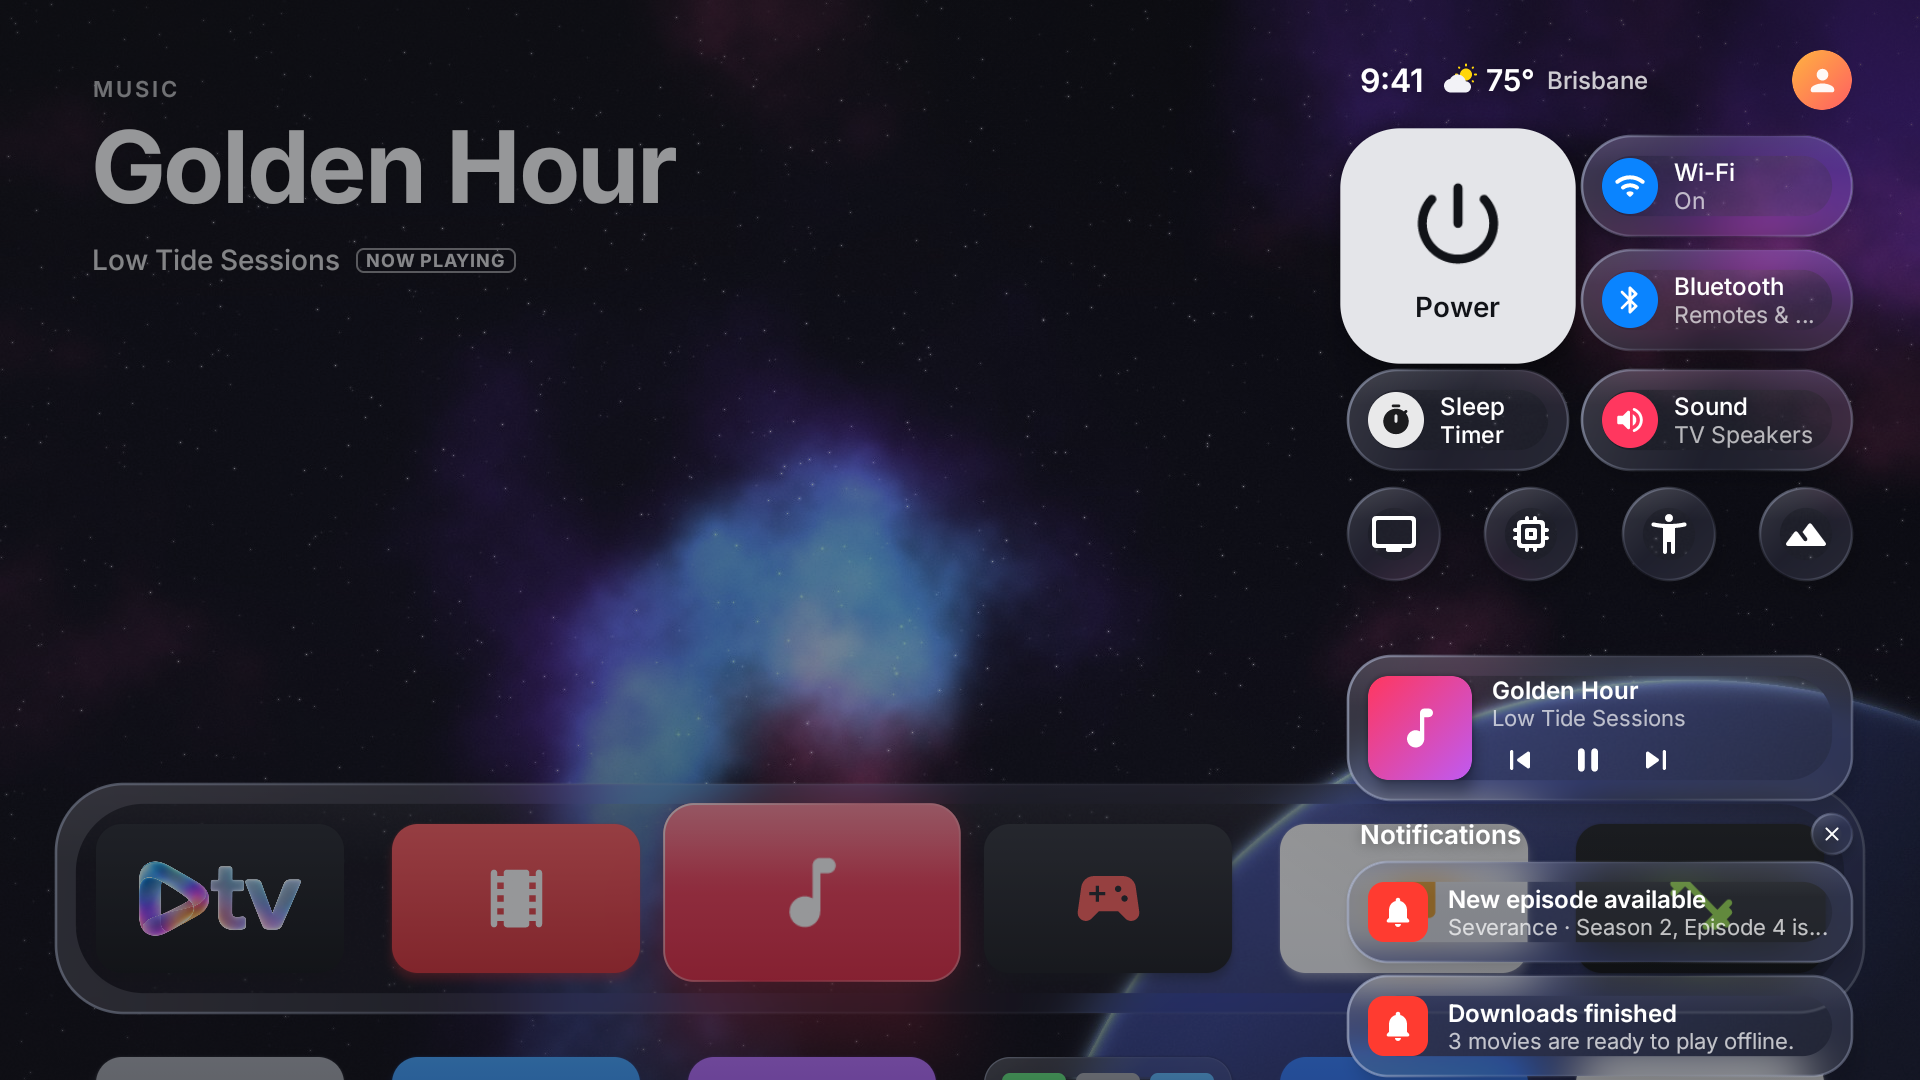 MUSIC
Golden Hour
Low Tide Sessions NOW PLAYING
9:41 75° Brisbane
Power
Wi-Fi
On
Bluetooth
Remotes & ...
Sleep
Timer
Sound
TV Speakers
Golden Hour
Low Tide Sessions
Notifications
New episode available
Severance · Season 2, Episode 4 is...
Downloads finished
3 movies are ready to play offline.
tv